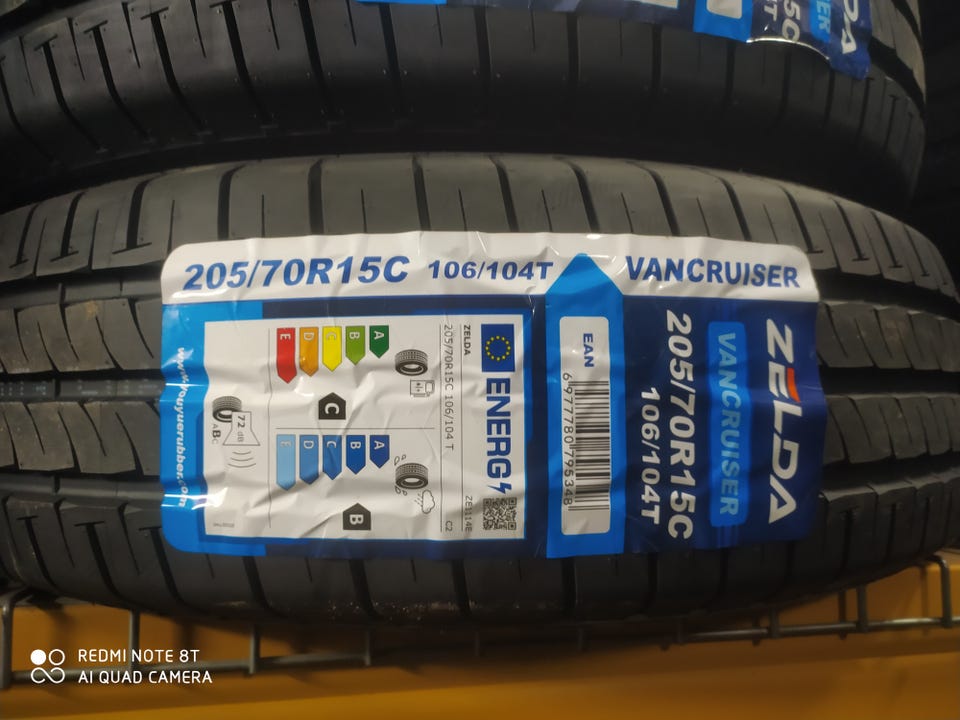 205/70R15C 106/104T VANCRUISER
ZELDA
VANCRUISER
205/70R15C
106/104T
EAN
6977780795348
ENERG
ZELDA
ZE1114E
205/70R15C 106/104 T
C2
A
B
C
D
E
C
A
B
C
D
E
B
72 dB
ABC
REDMI NOTE 8T
AI QUAD CAMERA